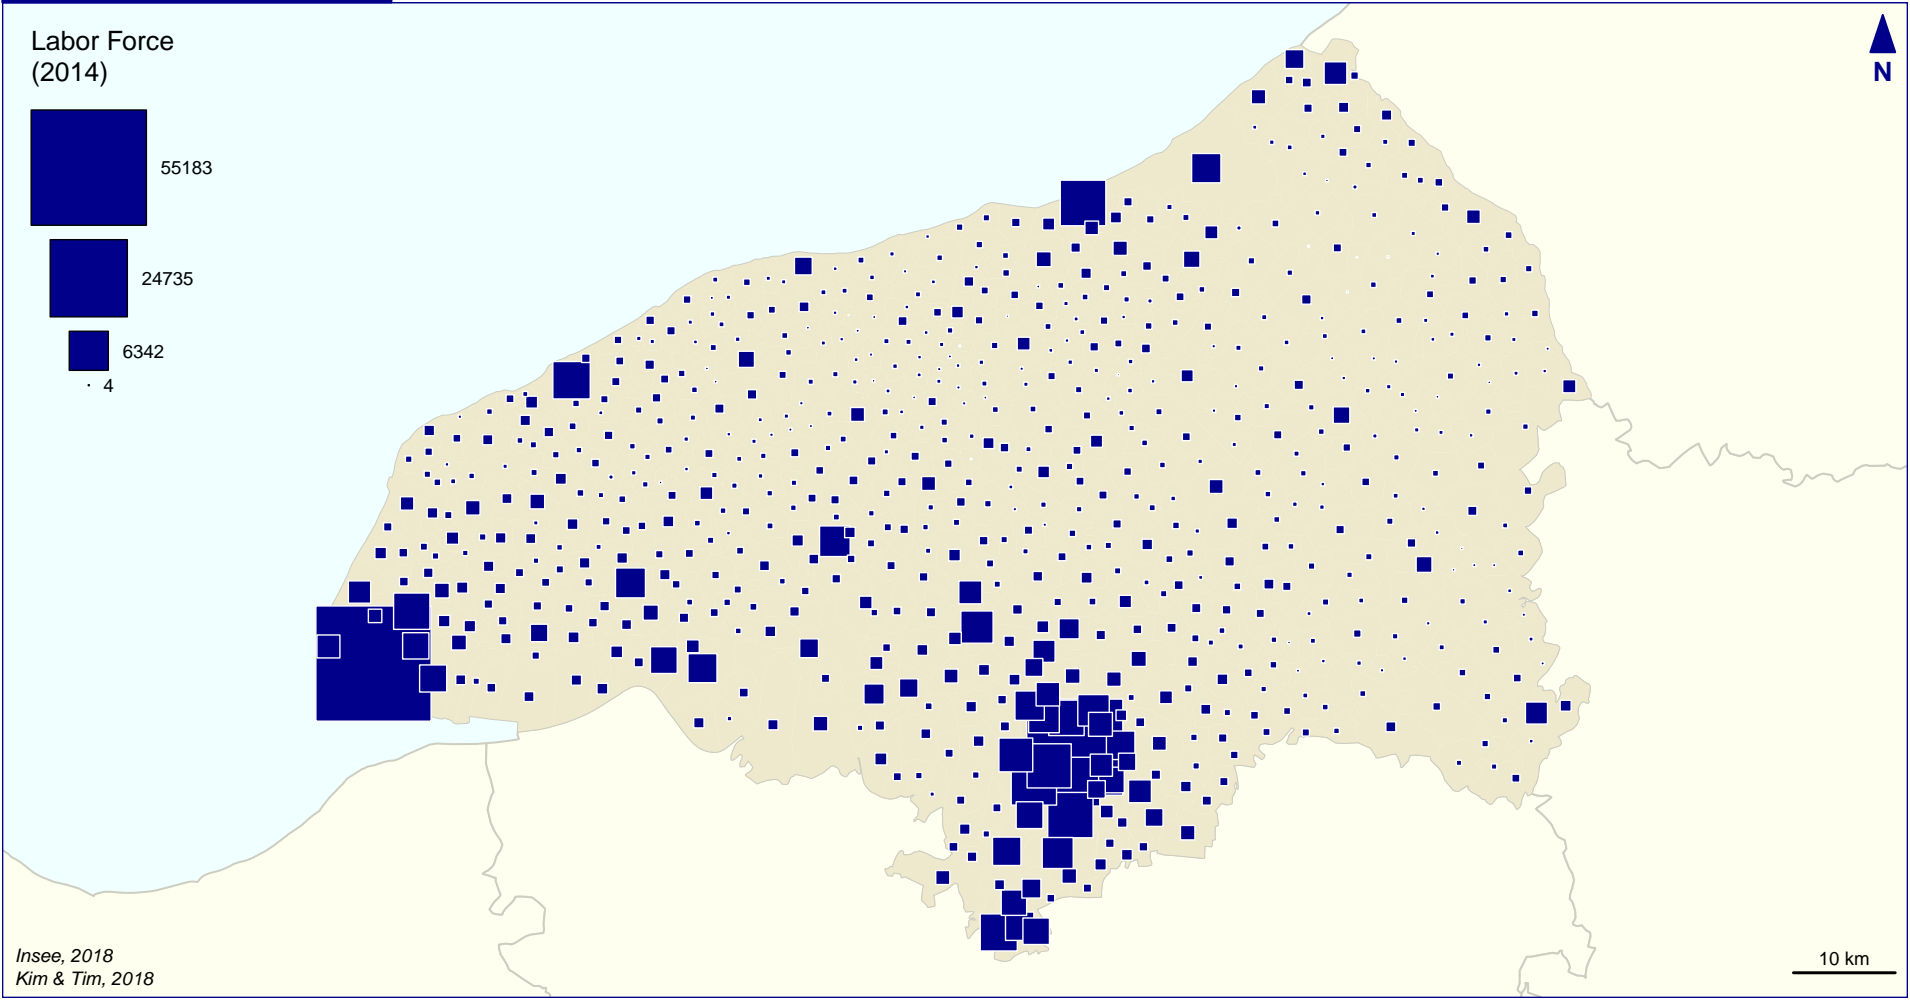 Labor Force
(2014)
55183
24735
6342
4
N
Insee, 2018
Kim & Tim, 2018
10 km